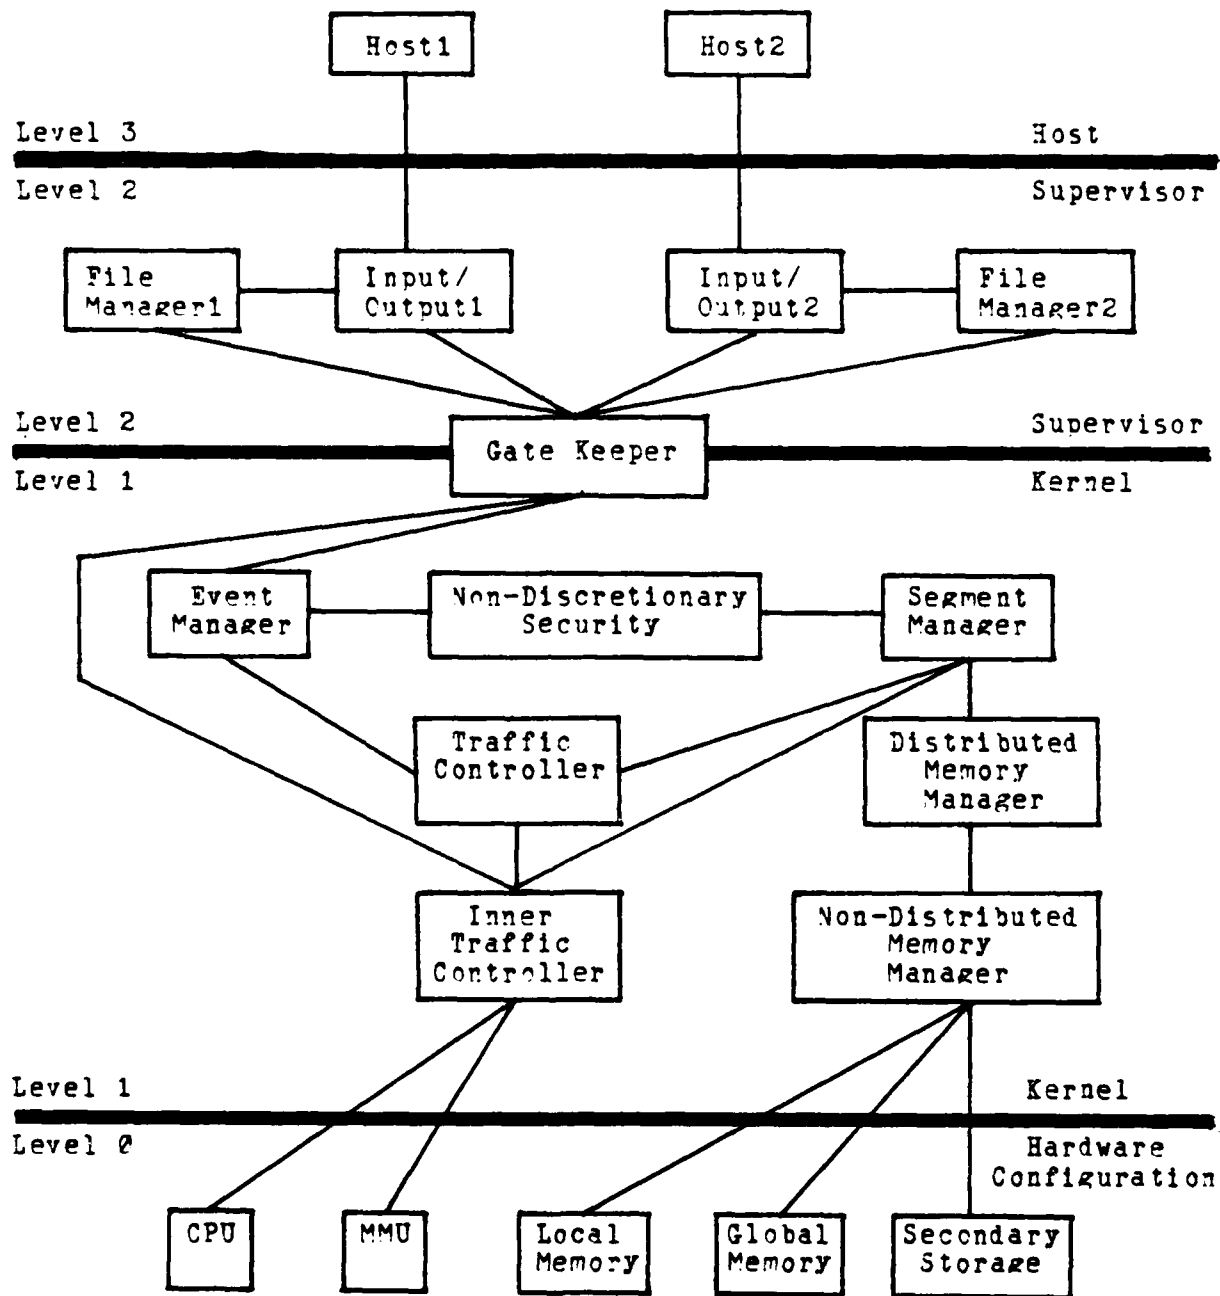 Host1
Host2
Level 3
Host
Level 2
Supervisor
File
Manager1
Input/
Output1
Input/
Output2
File
Manager2
Level 2
Supervisor
Gate Keeper
Level 1
Kernel
Event
Manager
Non-Discretionary
Security
Segment
Manager
Traffic
Controller
Distributed
Memory
Manager
Inner
Traffic
Controller
Non-Distributed
Memory
Manager
Level 1
Kernel
Level 0
Hardware
Configuration
CPU
MMU
Local
Memory
Global
Memory
Secondary
Storage